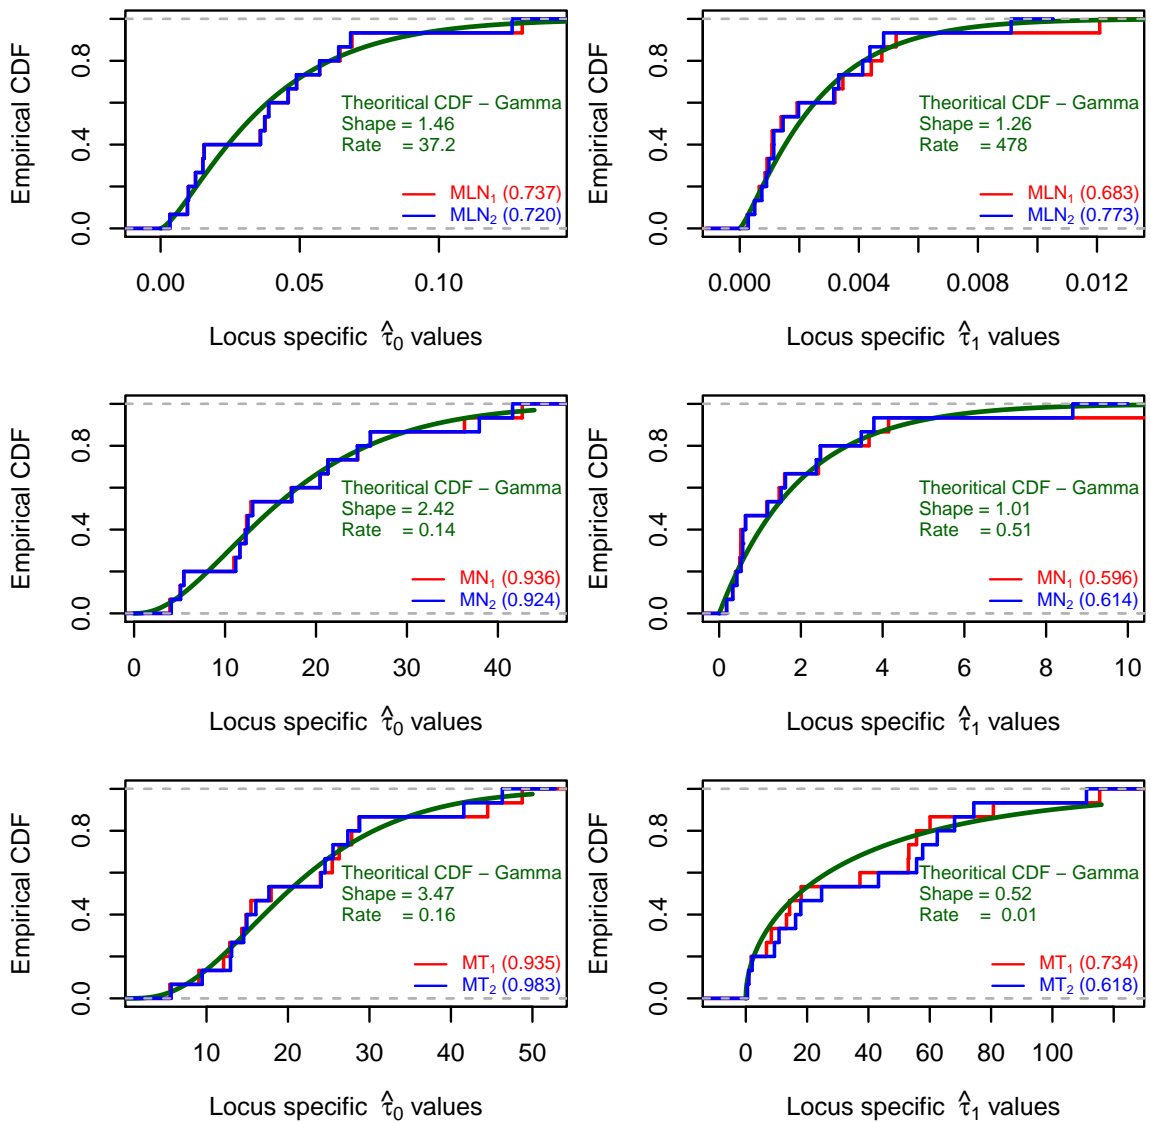 Empirical CDF
0.0 0.4 0.8
Theoritical CDF − Gamma
Shape = 1.46
Rate = 37.2
MLN1 (0.737)
MLN2 (0.720)
0.00 0.05 0.10
Locus specific τ̂0 values
Empirical CDF
0.0 0.4 0.8
Theoritical CDF − Gamma
Shape = 1.26
Rate = 478
MLN1 (0.683)
MLN2 (0.773)
0.000 0.004 0.008 0.012
Locus specific τ̂1 values
Empirical CDF
0.0 0.4 0.8
Theoritical CDF − Gamma
Shape = 2.42
Rate = 0.14
MN1 (0.936)
MN2 (0.924)
0 10 20 30 40
Locus specific τ̂0 values
Empirical CDF
0.0 0.4 0.8
Theoritical CDF − Gamma
Shape = 1.01
Rate = 0.51
MN1 (0.596)
MN2 (0.614)
0 2 4 6 8 10
Locus specific τ̂1 values
Empirical CDF
0.0 0.4 0.8
Theoritical CDF − Gamma
Shape = 3.47
Rate = 0.16
MT1 (0.935)
MT2 (0.983)
10 20 30 40 50
Locus specific τ̂0 values
Empirical CDF
0.0 0.4 0.8
Theoritical CDF − Gamma
Shape = 0.52
Rate = 0.01
MT1 (0.734)
MT2 (0.618)
0 20 40 60 80 100
Locus specific τ̂1 values